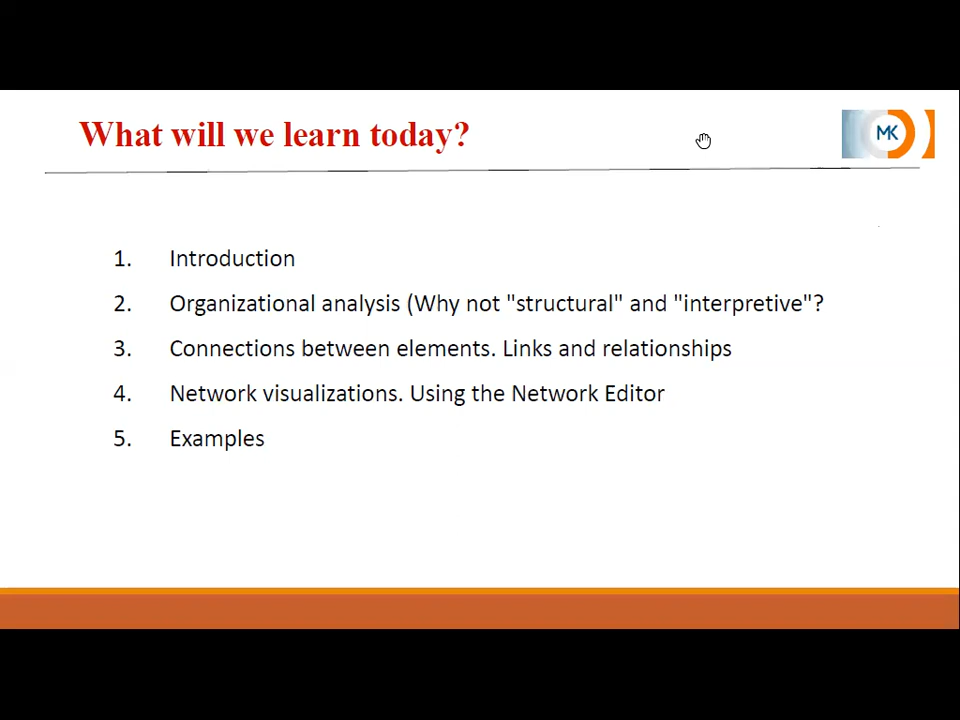 What will we learn today?
MK
1. Introduction
2. Organizational analysis (Why not "structural" and "interpretive"?
3. Connections between elements. Links and relationships
4. Network visualizations. Using the Network Editor
5. Examples